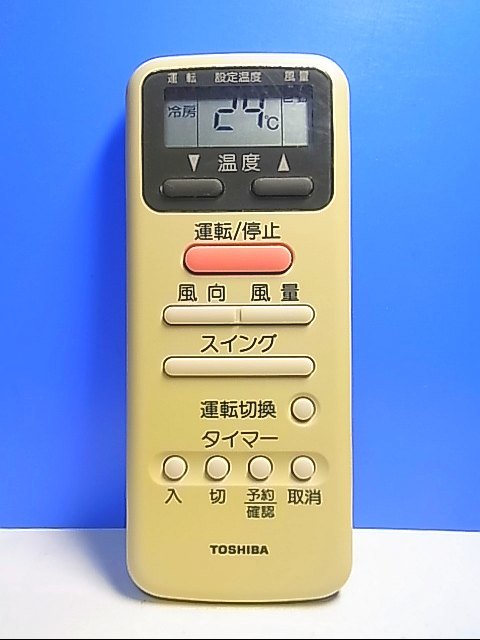 運転 設定温度 風量
冷房 24℃ 自動
▼ 温度 ▲
運転/停止
風向 風量
スイング
運転切換
タイマー
入 切 予約 取消
確認
TOSHIBA